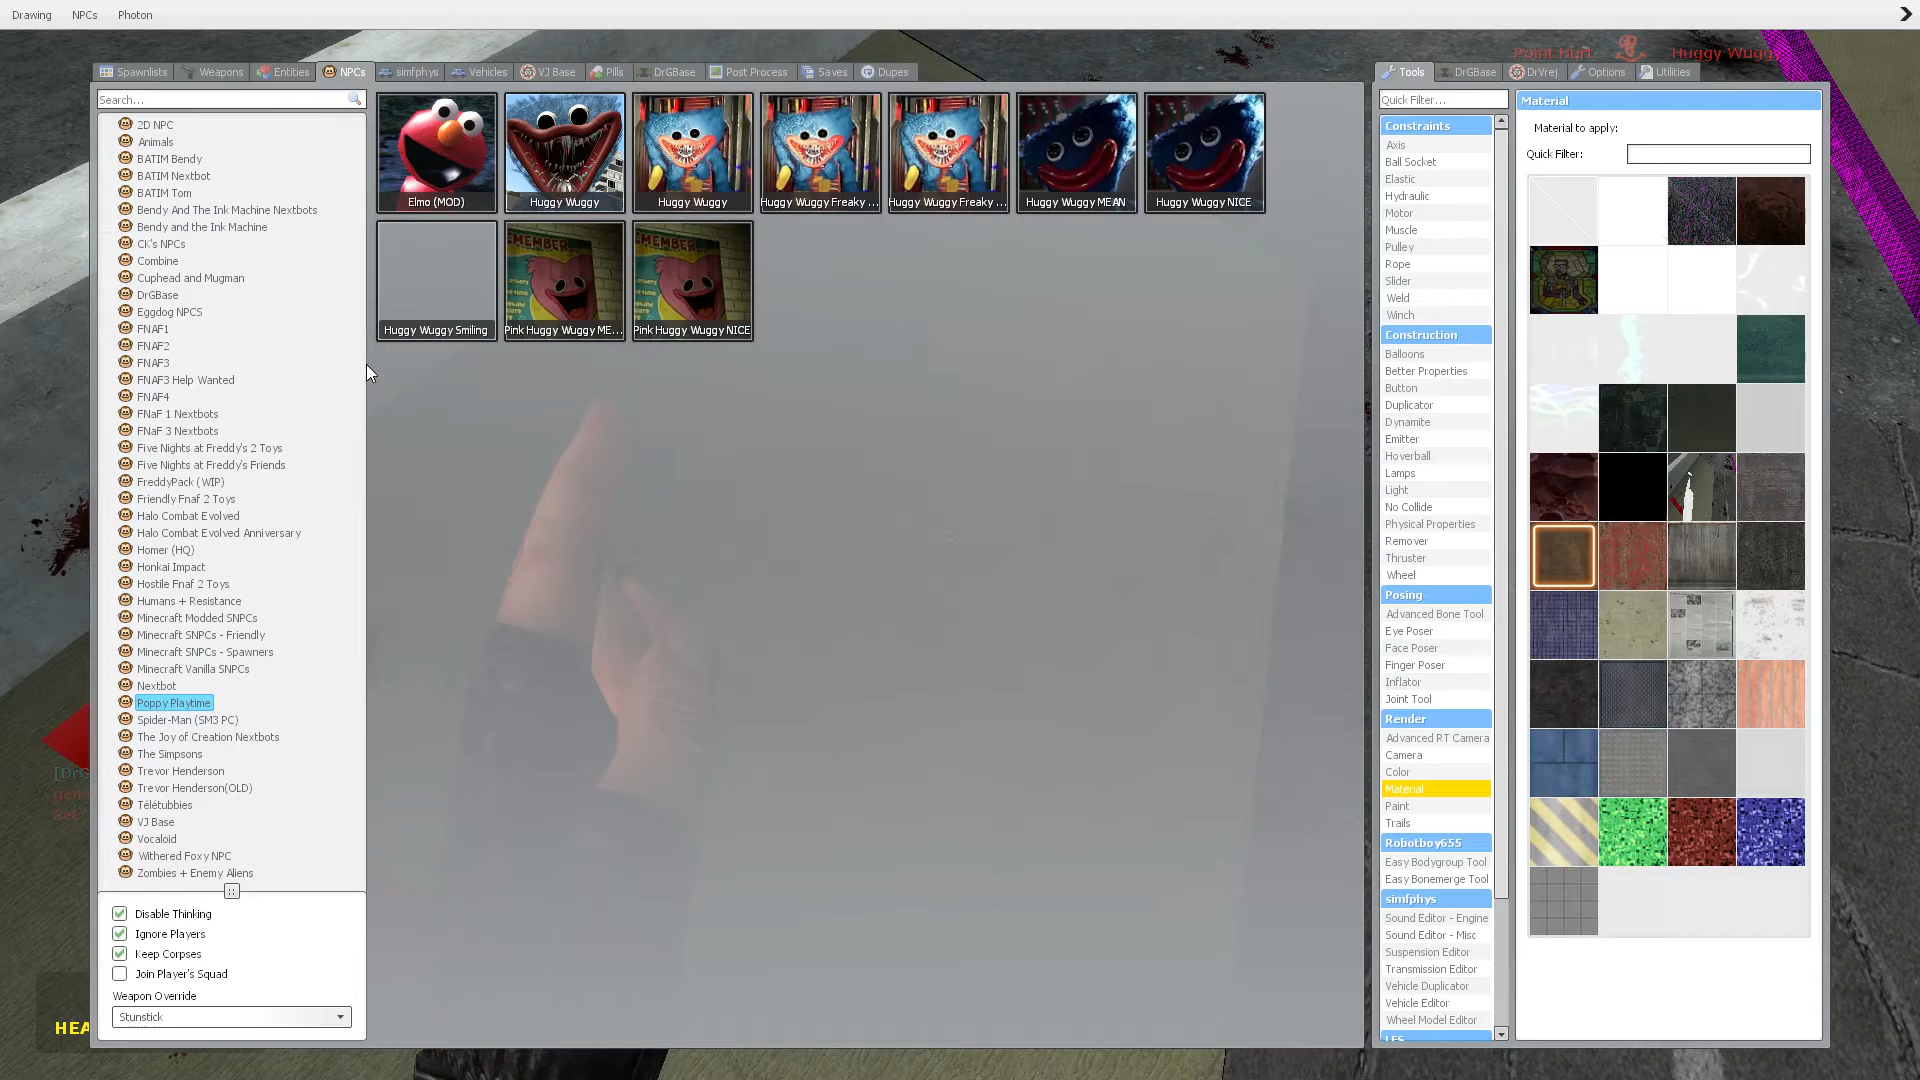 Drawing NPCs Photon
Point Hurt Huggy Wuggy
Spawnlists Weapons Entities NPCs simfphys Vehicles VJ Base Pills DrGBase Post Process Saves Dupes
Tools DrGBase DrVrej Options Utilities
Search...
2D NPC
Animals
BATIM Bendy
BATIM Nextbot
BATIM Tom
Bendy And The Ink Machine Nextbots
Bendy and the Ink Machine
CK's NPCs
Combine
Cuphead and Mugman
DrGBase
Eggdog NPCS
FNAF1
FNAF2
FNAF3
FNAF3 Help Wanted
FNAF4
FNaF 1 Nextbots
FNaF 3 Nextbots
Five Nights at Freddy's 2 Toys
Five Nights at Freddy's Friends
FreddyPack (WIP)
Friendly Fnaf 2 Toys
Halo Combat Evolved
Halo Combat Evolved Anniversary
Homer (HQ)
Honkai Impact
Hostile Fnaf 2 Toys
Humans + Resistance
Minecraft Modded SNPCs
Minecraft SNPCs - Friendly
Minecraft SNPCs - Spawners
Minecraft Vanilla SNPCs
Nextbot
Poppy Playtime
Spider-Man (SM3 PC)
The Joy of Creation Nextbots
The Simpsons
Trevor Henderson
Trevor Henderson(OLD)
Télétubbies
VJ Base
Vocaloid
Withered Foxy NPC
Zombies + Enemy Aliens
Disable Thinking
Ignore Players
Keep Corpses
Join Player's Squad
Weapon Override
Stunstick
HEA
Elmo (MOD) Huggy Wuggy Huggy Wuggy Huggy Wuggy Freaky ... Huggy Wuggy Freaky ... Huggy Wuggy MEAN Huggy Wuggy NICE
EMEMBER EMEMBER
Huggy Wuggy Smiling Pink Huggy Wuggy ME... Pink Huggy Wuggy NICE
Quick Filter...
Constraints
Axis
Ball Socket
Elastic
Hydraulic
Motor
Muscle
Pulley
Rope
Slider
Weld
Winch
Construction
Balloons
Better Properties
Button
Duplicator
Dynamite
Emitter
Hoverball
Lamps
Light
No Collide
Physical Properties
Remover
Thruster
Wheel
Posing
Advanced Bone Tool
Eye Poser
Face Poser
Finger Poser
Inflator
Joint Tool
Render
Advanced RT Camera
Camera
Color
Material
Paint
Trails
Robotboy655
Easy Bodygroup Tool
Easy Bonemerge Tool
simfphys
Sound Editor - Engine
Sound Editor - Misc
Suspension Editor
Transmission Editor
Vehicle Duplicator
Vehicle Editor
Wheel Model Editor
LFS
Material
Material to apply:
Quick Filter: